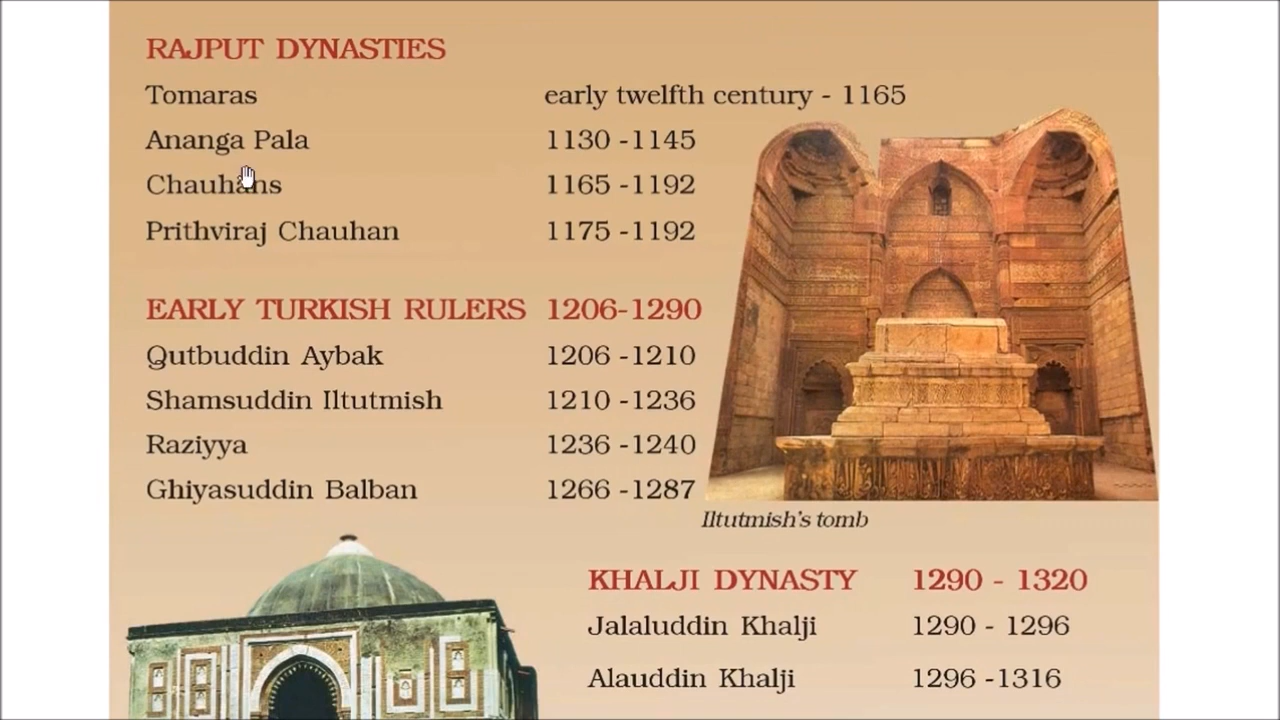 RAJPUT DYNASTIES
Tomaras early twelfth century - 1165
Ananga Pala 1130 -1145
Chauhans 1165 -1192
Prithviraj Chauhan 1175 -1192
EARLY TURKISH RULERS 1206-1290
Qutbuddin Aybak 1206 -1210
Shamsuddin Iltutmish 1210 -1236
Raziyya 1236 -1240
Ghiyasuddin Balban 1266 -1287
Iltutmish's tomb
KHALJI DYNASTY 1290 - 1320
Jalaluddin Khalji 1290 - 1296
Alauddin Khalji 1296 -1316